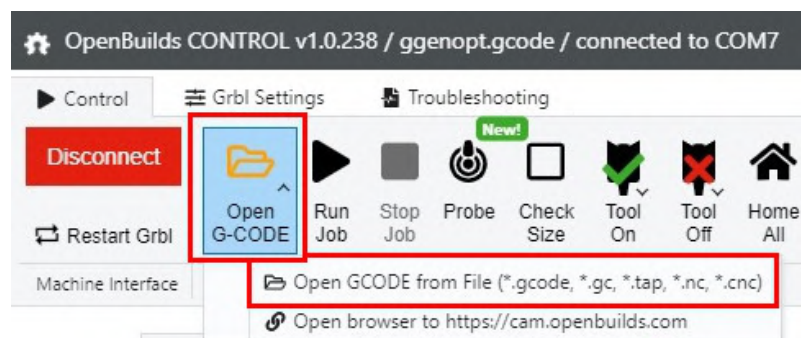 OpenBuilds CONTROL v1.0.238 / ggenopt.gcode / connected to COM7
Control
Grbl Settings
Troubleshooting
Disconnect
New!
Open
G-CODE
Run
Job
Stop
Job
Probe
Check
Size
Tool
On
Tool
Off
Home
All
Restart Grbl
Machine Interface
Open GCODE from File (*.gcode, *.gc, *.tap, *.nc, *.cnc)
Open browser to https://cam.openbuilds.com